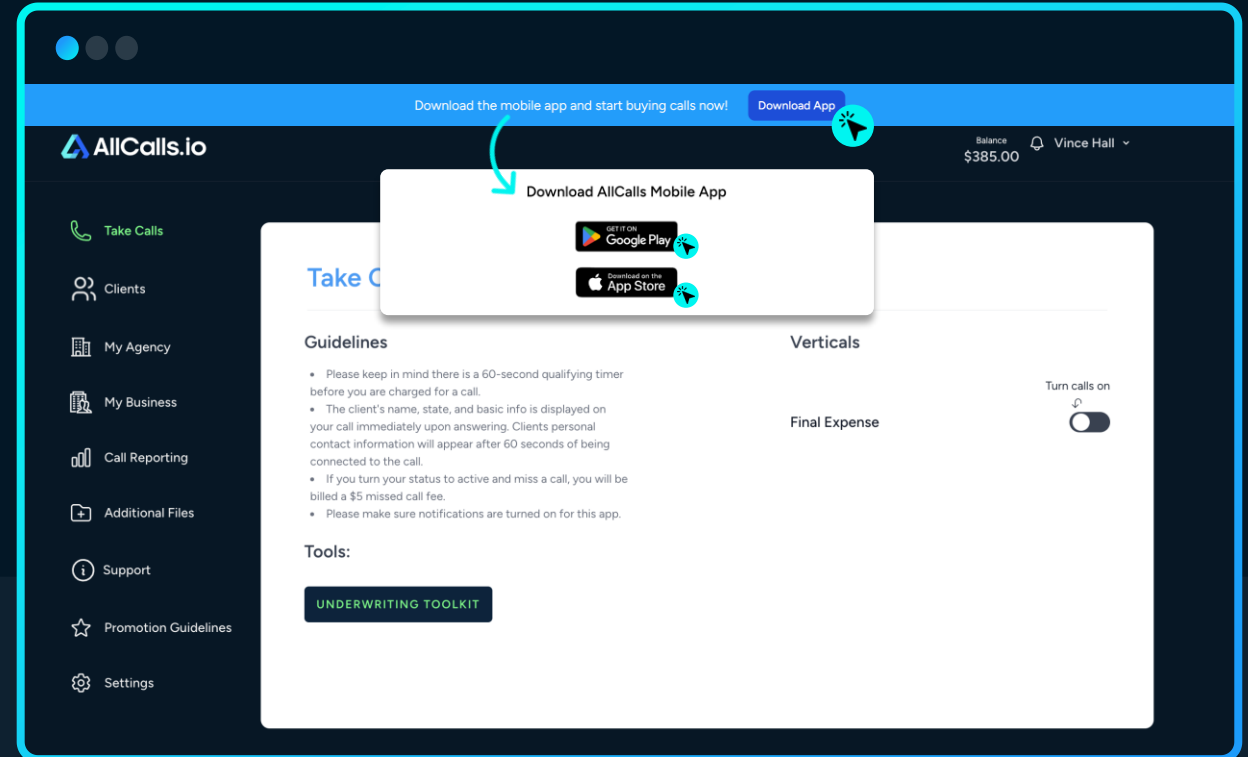 Download the mobile app and start buying calls now! Download App
AllCalls.io
Balance
$385.00
Vince Hall
Download AllCalls Mobile App
GET IT ON
Google Play
Download on the
App Store
Take Calls
Clients
My Agency
My Business
Call Reporting
Additional Files
Support
Promotion Guidelines
Settings
Take
Guidelines
• Please keep in mind there is a 60-second qualifying timer
before you are charged for a call.
• The client's name, state, and basic info is displayed on
your call immediately upon answering. Clients personal
contact information will appear after 60 seconds of being
connected to the call.
• If you turn your status to active and miss a call, you will be
billed a $5 missed call fee.
• Please make sure notifications are turned on for this app.
Tools:
UNDERWRITING TOOLKIT
Verticals
Turn calls on
Final Expense